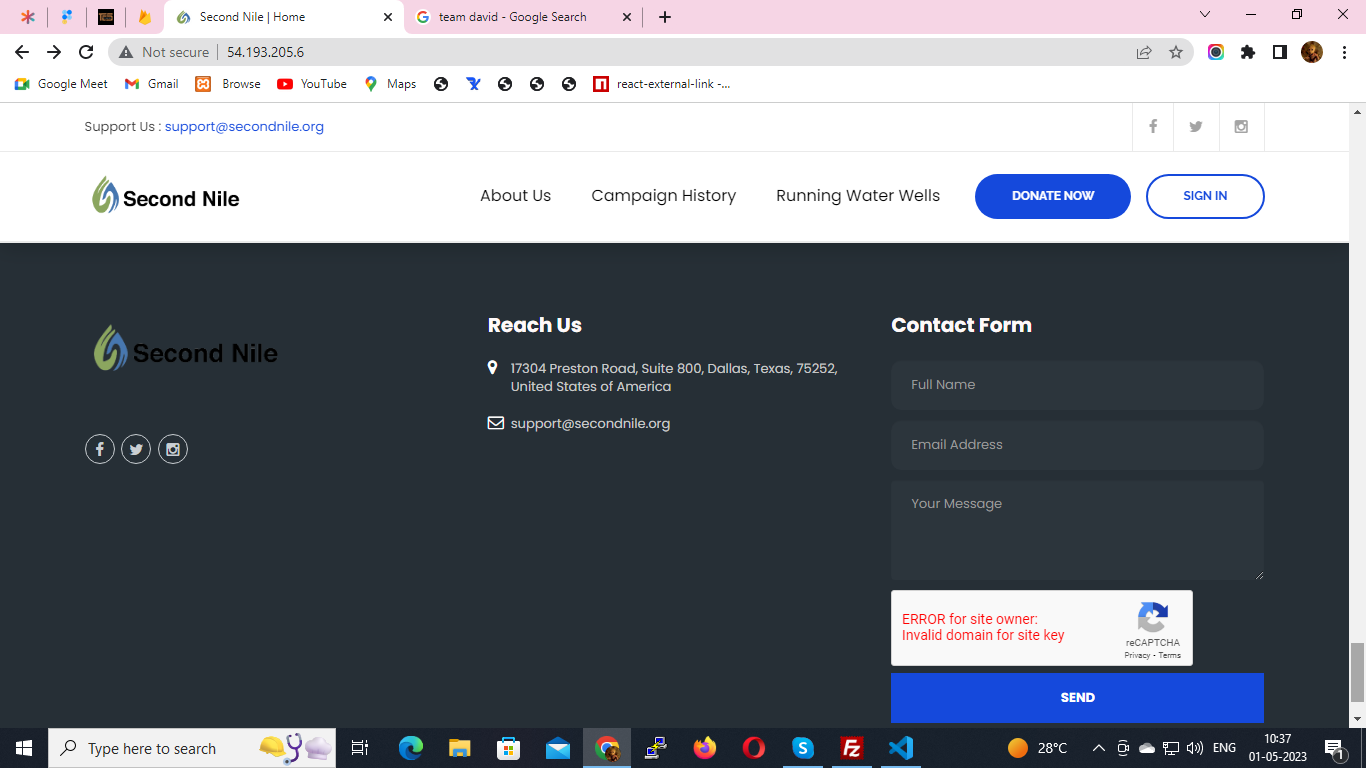 Second Nile | Home
team david - Google Search
Not secure
54.193.205.6
Google Meet
Gmail
Browse
YouTube
Maps
react-external-link -...
Support Us : support@secondnile.org
Second Nile
About Us
Campaign History
Running Water Wells
DONATE NOW
SIGN IN
Second Nile
Reach Us
17304 Preston Road, Suite 800, Dallas, Texas, 75252,
United States of America
support@secondnile.org
Contact Form
Full Name
Email Address
Your Message
ERROR for site owner:
Invalid domain for site key
reCAPTCHA
Privacy - Terms
SEND
Type here to search
28°C
ENG
10:37
01-05-2023
1